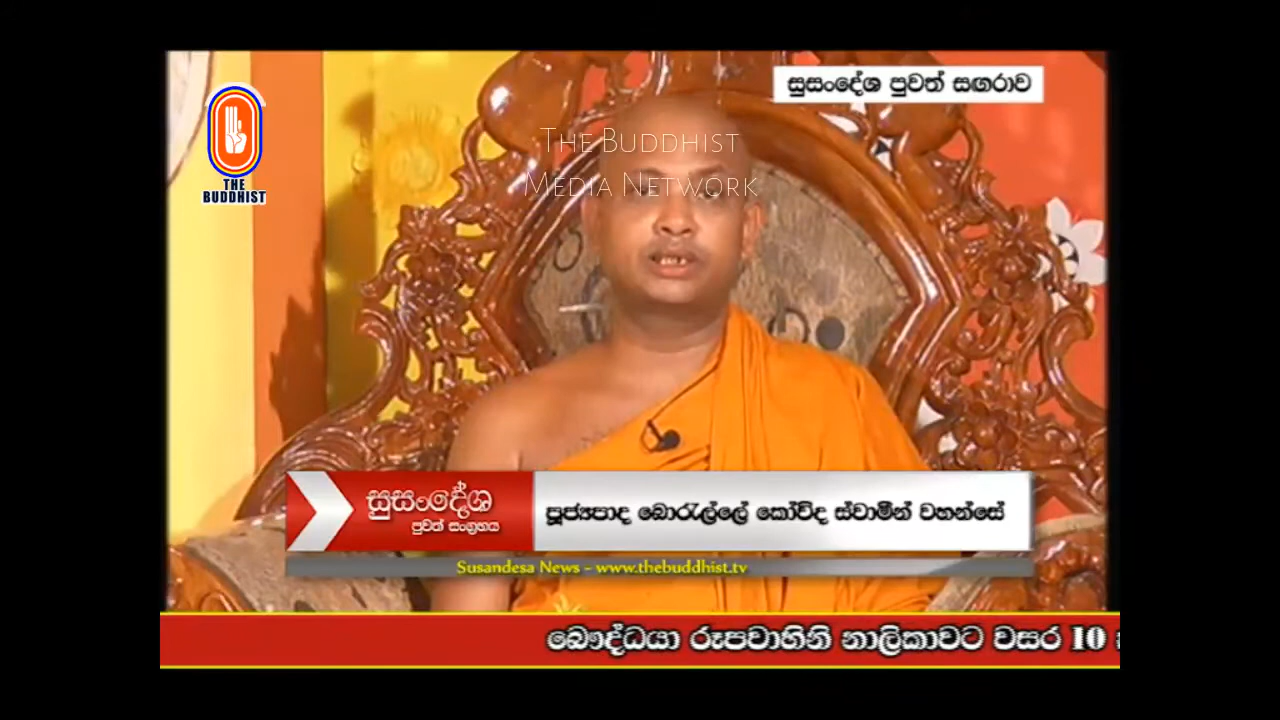 සුසංදේශ පුවත් සඟරාව
THE BUDDHIST
MEDIA NETWORK
THE
BUDDHIST
සුසංදේශ
පුවත් සංග්‍රහය
පූජ්‍යපාද බොරැල්ලේ කෝවිද ස්වාමීන් වහන්සේ
Susandesa News - www.thebuddhist.tv
බෞද්ධයා රූපවාහිනි නාලිකාවට වසර 10